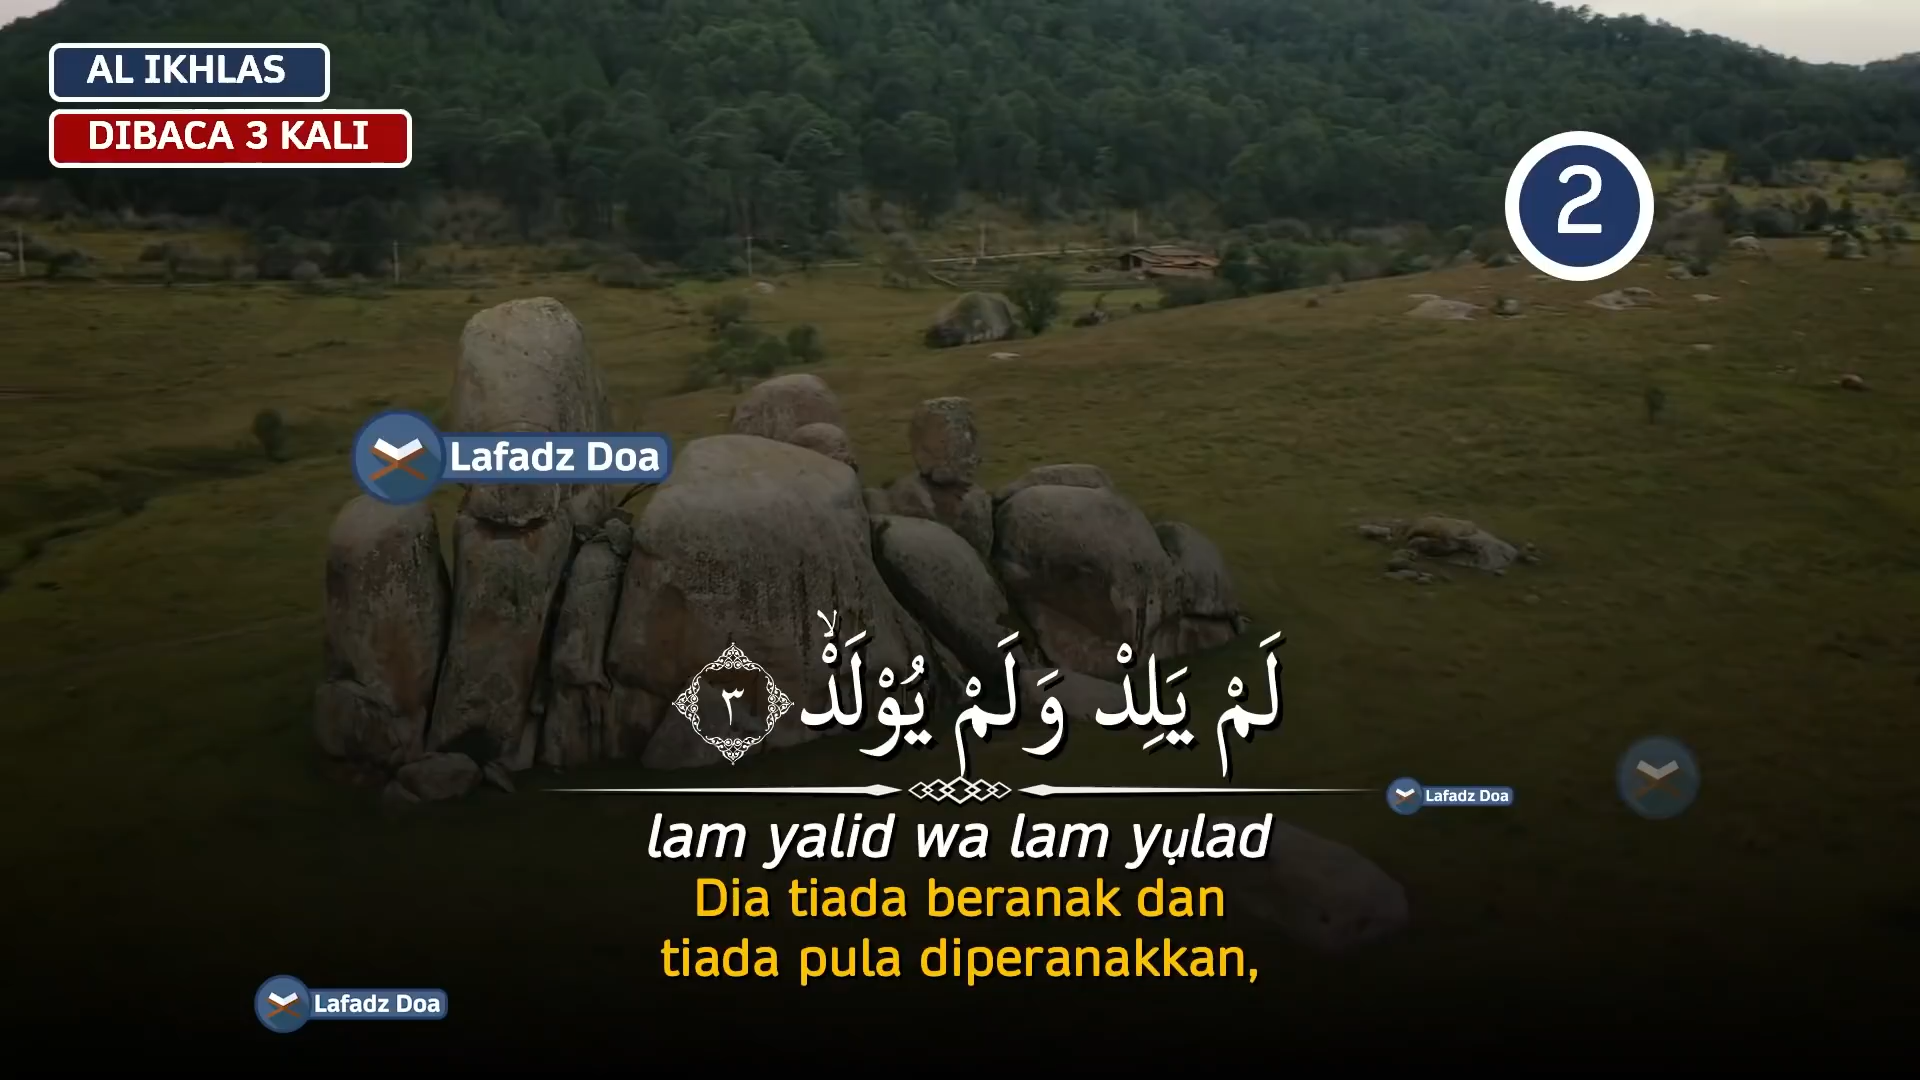 AL IKHLAS
DIBACA 3 KALI
2
Lafadz Doa
لَمْ يَلِدْ وَلَمْ يُوْلَدْۙ ٣
Lafadz Doa
lam yalid wa lam yụlad
Dia tiada beranak dan
tiada pula diperanakkan,
Lafadz Doa